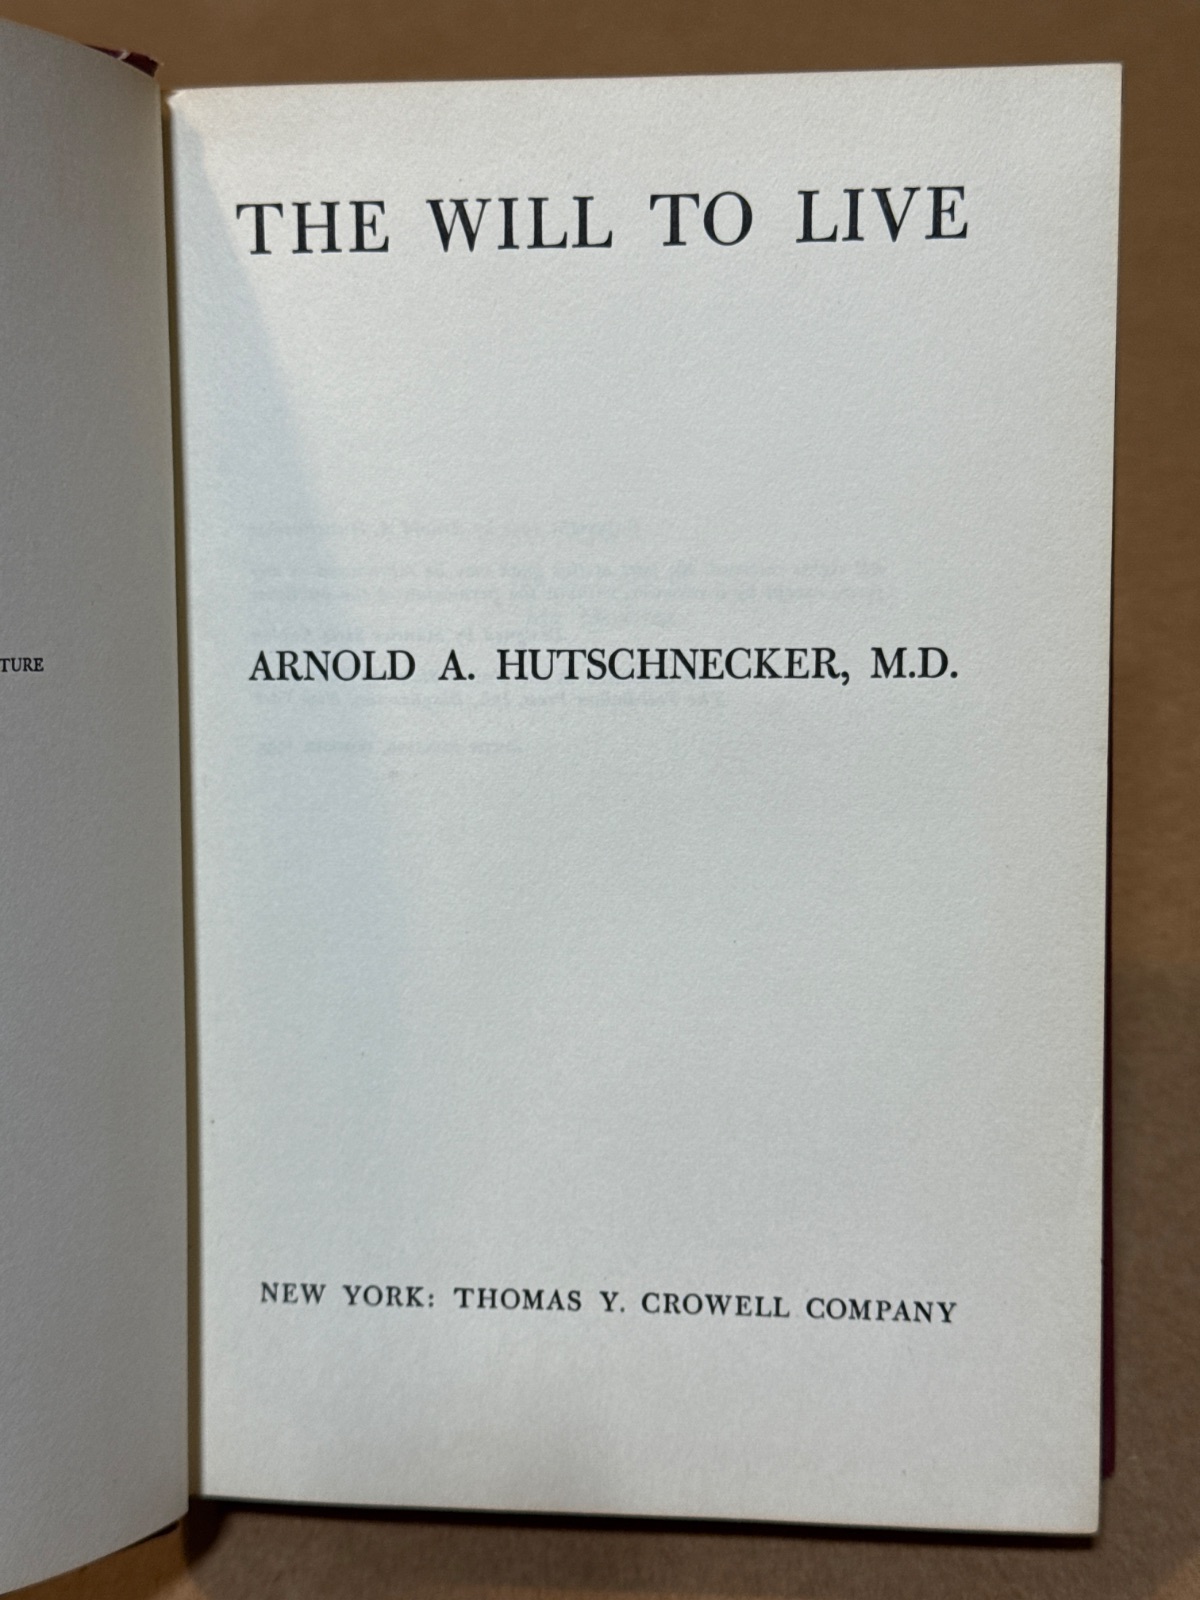 TURE
THE WILL TO LIVE
ARNOLD A. HUTSCHNECKER, M.D.
NEW YORK: THOMAS Y. CROWELL COMPANY